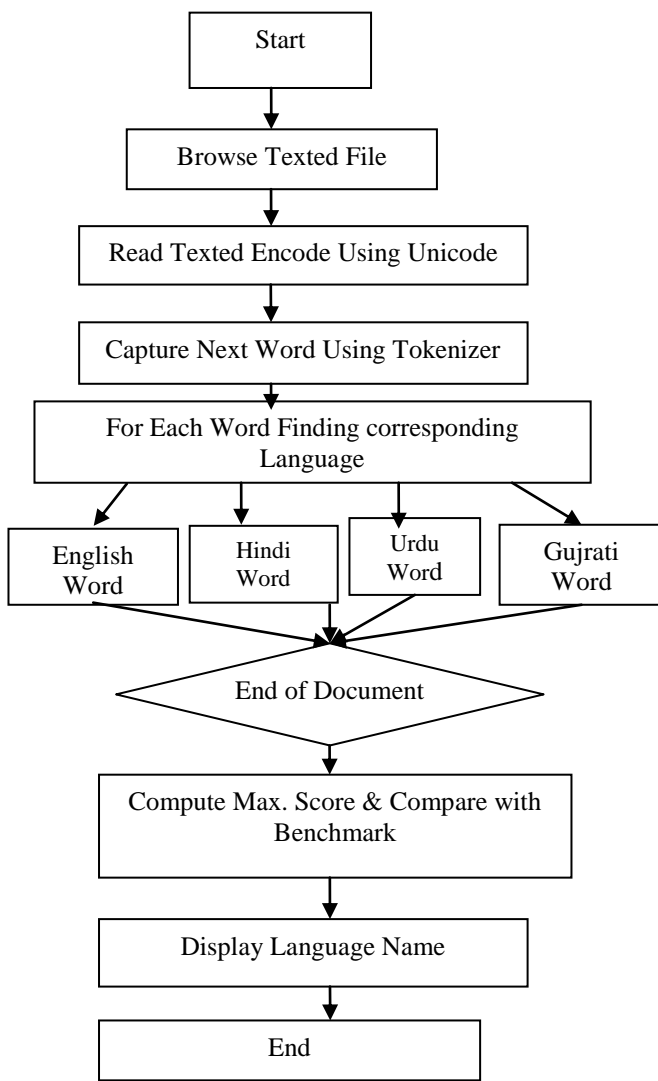 Start
Browse Texted File
Read Texted Encode Using Unicode
Capture Next Word Using Tokenizer
For Each Word Finding corresponding
Language
English
Word
Hindi
Word
Urdu
Word
Gujrati
Word
End of Document
Compute Max. Score & Compare with
Benchmark
Display Language Name
End